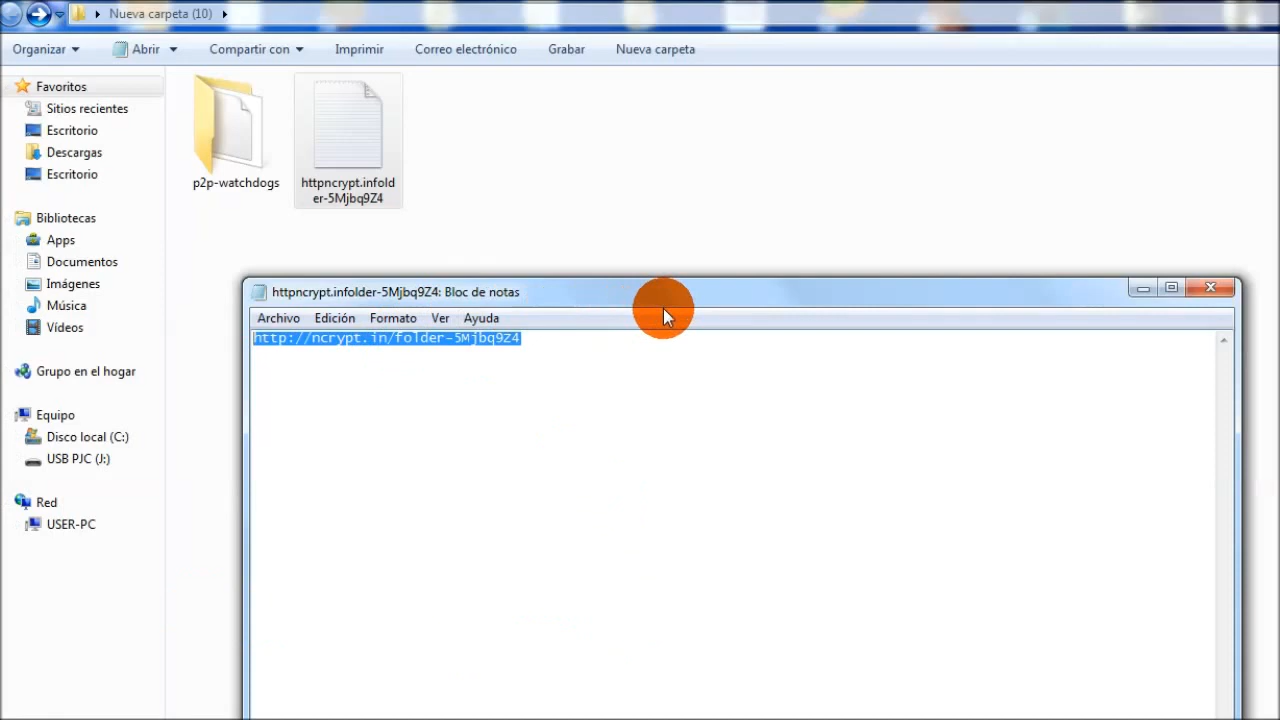 Nueva carpeta (10)
Organizar Abrir Compartir con Imprimir Correo electrónico Grabar Nueva carpeta
Favoritos
Sitios recientes
Escritorio
Descargas
Escritorio
Bibliotecas
Apps
Documentos
Imágenes
Música
Vídeos
Grupo en el hogar
Equipo
Disco local (C:)
USB PJC (J:)
Red
USER-PC
p2p-watchdogs
httpncrypt.infold
er-5Mjbq9Z4
httpncrypt.infolder-5Mjbq9Z4: Bloc de notas
Archivo Edición Formato Ver Ayuda
http://ncrypt.in/folder-5Mjbq9Z4